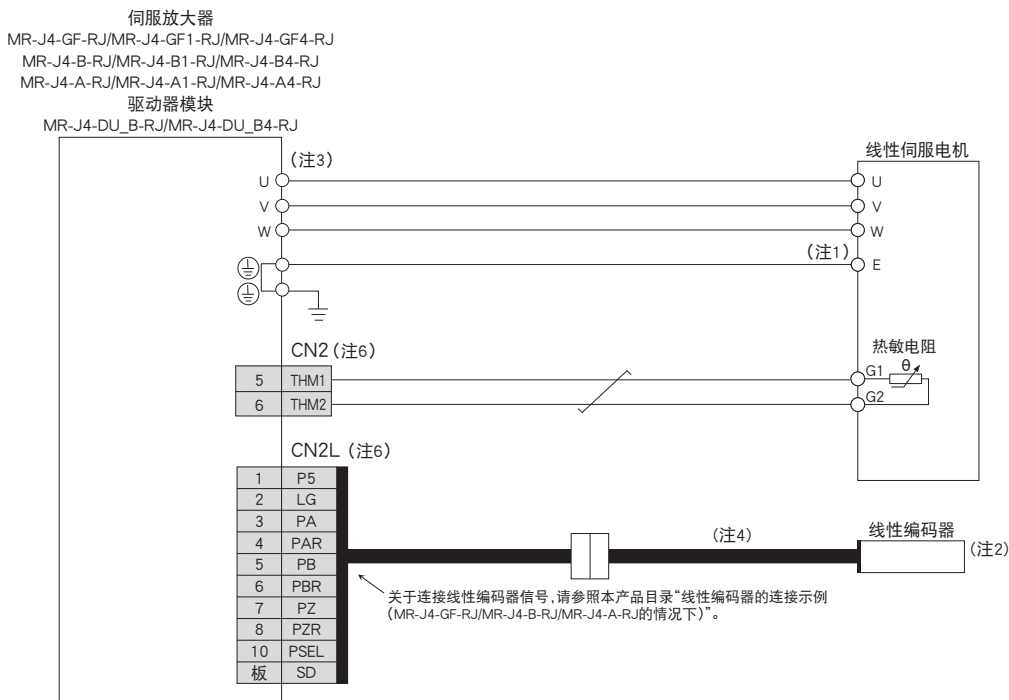 伺服放大器
MR-J4-GF-RJ/MR-J4-GF1-RJ/MR-J4-GF4-RJ
MR-J4-B-RJ/MR-J4-B1-RJ/MR-J4-B4-RJ
MR-J4-A-RJ/MR-J4-A1-RJ/MR-J4-A4-RJ
驱动器模块
MR-J4-DU_B-RJ/MR-J4-DU_B4-RJ
(注3)
U
V
W
线性伺服电机
U
V
W
(注1)
E
CN2(注6)
5 THM1
6 THM2
热敏电阻
θ
G1
G2
CN2L (注6)
1 P5
2 LG
3 PA
4 PAR
5 PB
6 PBR
7 PZ
8 PZR
10 PSEL
板 SD
(注4)
线性编码器
(注2)
关于连接线性编码器信号,请参照本产品目录“线性编码器的连接示例
(MR-J4-GF-RJ/MR-J4-B-RJ/MR-J4-A-RJ的情况下)”。